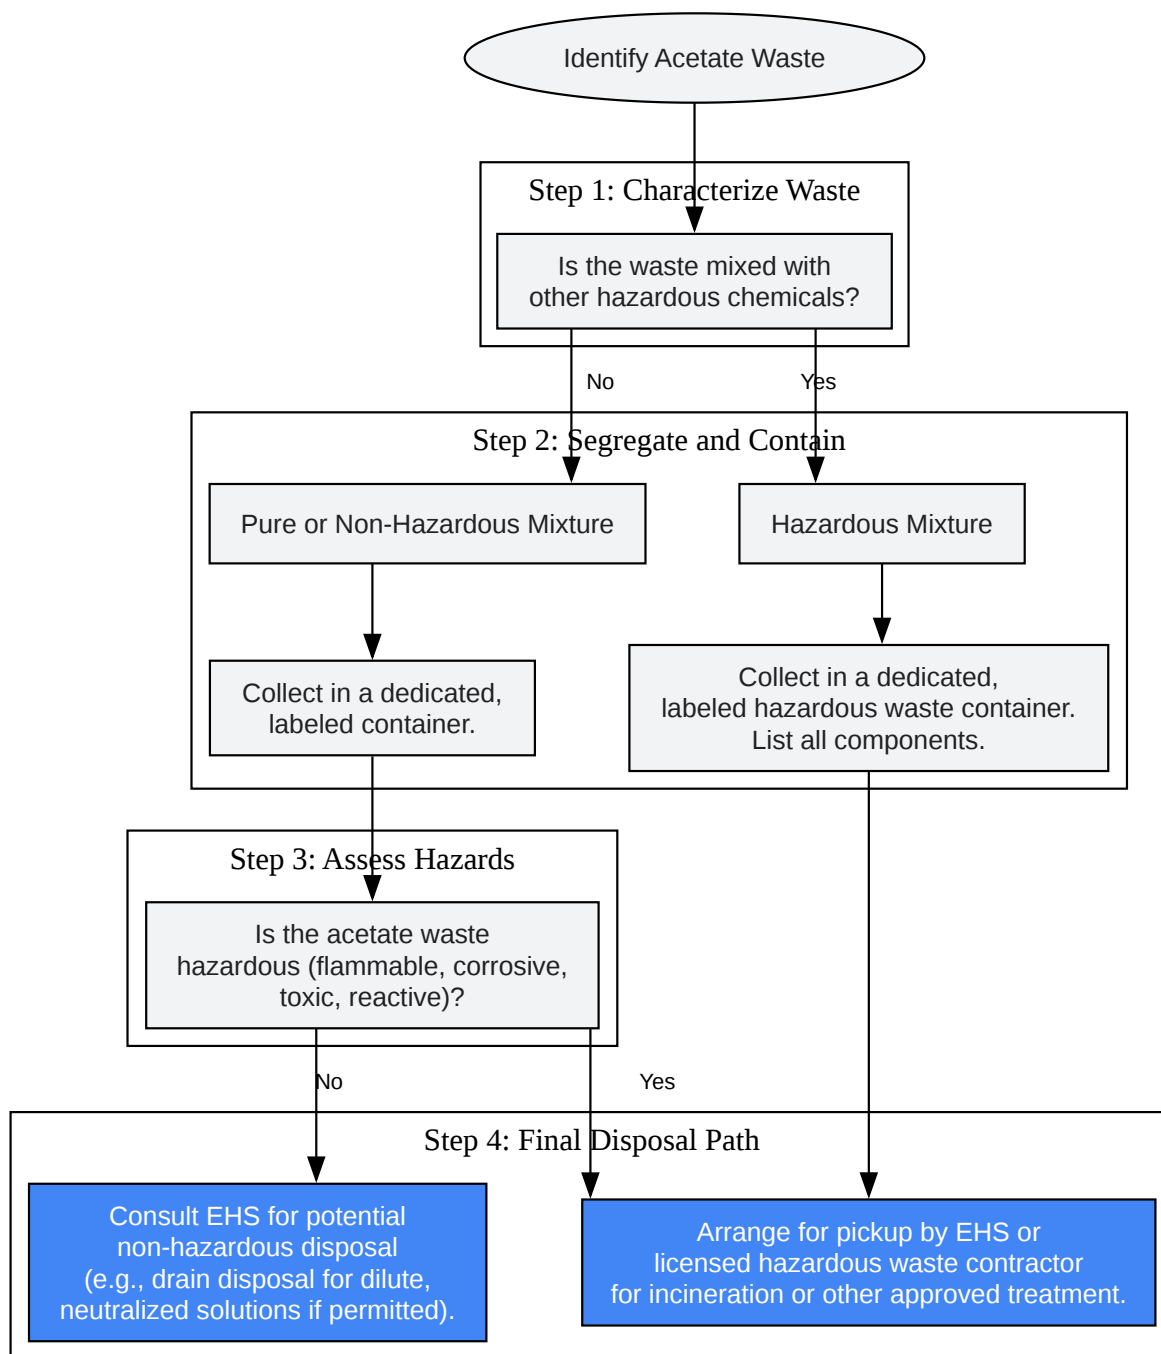 Identify Acetate Waste
Step 1: Characterize Waste
Is the waste mixed with
other hazardous chemicals?
No
Yes
Step 2: Segregate and Contain
Pure or Non-Hazardous Mixture
Hazardous Mixture
Collect in a dedicated,
labeled container.
Collect in a dedicated,
labeled hazardous waste container.
List all components.
Step 3: Assess Hazards
Is the acetate waste
hazardous (flammable, corrosive,
toxic, reactive)?
No
Yes
Step 4: Final Disposal Path
Consult EHS for potential
non-hazardous disposal
(e.g., drain disposal for dilute,
neutralized solutions if permitted).
Arrange for pickup by EHS or
licensed hazardous waste contractor
for incineration or other approved treatment.